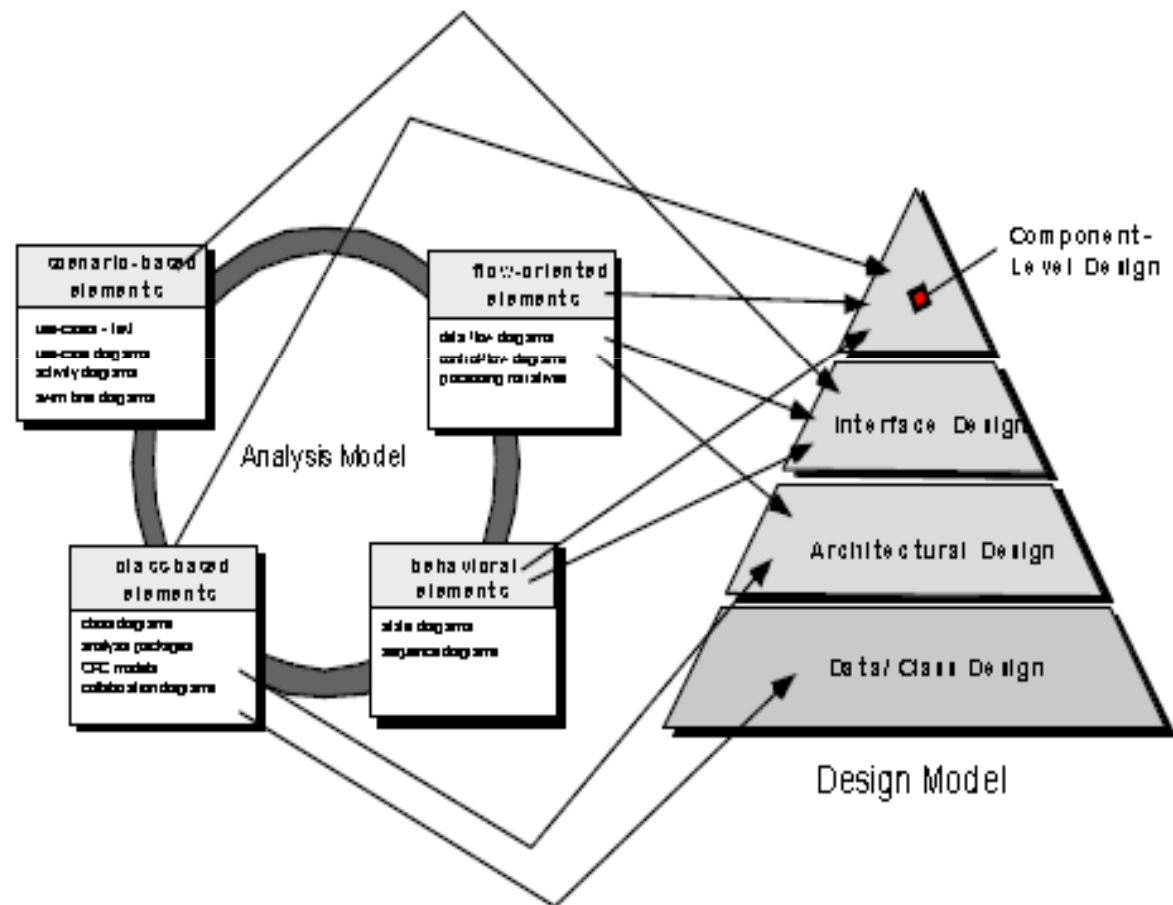 scenario-based
elements
use-cases - text
use-case diagrams
activity diagrams
swim lane diagrams
flow-oriented
elements
data flow diagrams
control-flow diagrams
processing narratives
Analysis Model
class-based
elements
class diagrams
analysis packages
CRC models
collaboration diagrams
behavioral
elements
state diagrams
sequence diagrams
Component-
Level Design
Interface Design
Architectural Design
Data/Class Design
Design Model